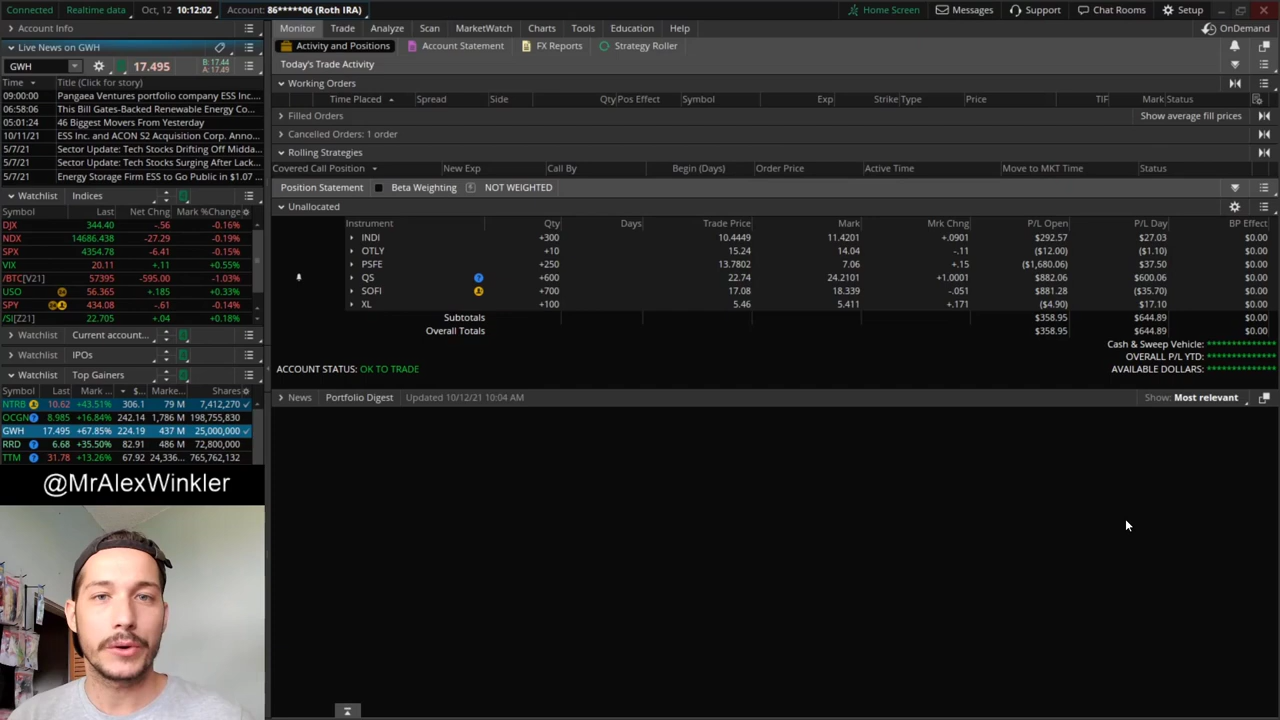 Connected Realtime data Oct, 12 10:12:02 Account: 86*****06 (Roth IRA) Home Screen Messages Support Chat Rooms Setup
Account Info Monitor Trade Analyze Scan MarketWatch Charts Tools Education Help OnDemand
Live News on GWH Activity and Positions Account Statement FX Reports Strategy Roller
GWH 17.495 B: 17.44 A: 17.49 Today's Trade Activity
Time Title (Click for story) Working Orders
09:00:00 Pangaea Ventures portfolio company ESS Inc.... Time Placed Spread Side Qty Pos Effect Symbol Exp Strike Type Price TIF Mark Status
06:58:06 This Bill Gates-Backed Renewable Energy Co... Filled Orders Show average fill prices
05:01:24 46 Biggest Movers From Yesterday
10/11/21 ESS Inc. and ACON S2 Acquisition Corp. Anno... Cancelled Orders: 1 order
5/7/21 Sector Update: Tech Stocks Drifting Off Midda... Rolling Strategies
5/7/21 Sector Update: Tech Stocks Surging After Lack... Covered Call Position New Exp Call By Begin (Days) Order Price Active Time Move to MKT Time Status
5/7/21 Energy Storage Firm ESS to Go Public in $1.07 ...
Position Statement Beta Weighting NOT WEIGHTED
Watchlist Indices Unallocated
Symbol Last Net Chng Mark %Change Instrument Qty Days Trade Price Mark Mrk Chng P/L Open P/L Day BP Effect
DJX 344.40 -.56 -0.16% INDI +300 10.4449 11.4201 +.0901 $292.57 $27.03 $0.00
NDX 14686.438 -27.29 -0.19% OTLY +10 15.24 14.04 -.11 ($12.00) ($1.10) $0.00
SPX 4354.78 -6.41 -0.15% PSFE +250 13.7802 7.06 +.15 ($1,680.06) $37.50 $0.00
VIX 20.11 +.11 +0.55% QS +600 22.74 24.2101 +1.0001 $882.06 $600.06 $0.00
/BTC[V21] 57395 -595.00 -1.03% SOFI +700 17.08 18.339 -.051 $881.28 ($35.70) $0.00
USO 56.365 +.185 +0.33% XL +100 5.46 5.411 +.171 ($4.90) $17.10 $0.00
SPY 434.08 -.61 -0.14% Subtotals $358.95 $644.89 $0.00
/SI[Z21] 22.705 +.04 +0.18% Overall Totals $358.95 $644.89 $0.00
Watchlist Current account... Cash & Sweep Vehicle: **************
Watchlist IPOs OVERALL P/L YTD: **************
Watchlist Top Gainers ACCOUNT STATUS: OK TO TRADE AVAILABLE DOLLARS: **************
Symbol Last Mark ... $... Marke... Shares
NTRB 10.62 +43.51% 306.1 79 M 7,412,270 News Portfolio Digest Updated 10/12/21 10:04 AM Show: Most relevant
OCGN 8.985 +16.84% 242.14 1,786 M 198,755,830
GWH 17.495 +67.85% 224.19 437 M 25,000,000
RRD 6.68 +35.50% 82.91 486 M 72,800,000
TTM 31.78 +13.26% 67.92 24,336... 765,762,132
@MrAlexWinkler